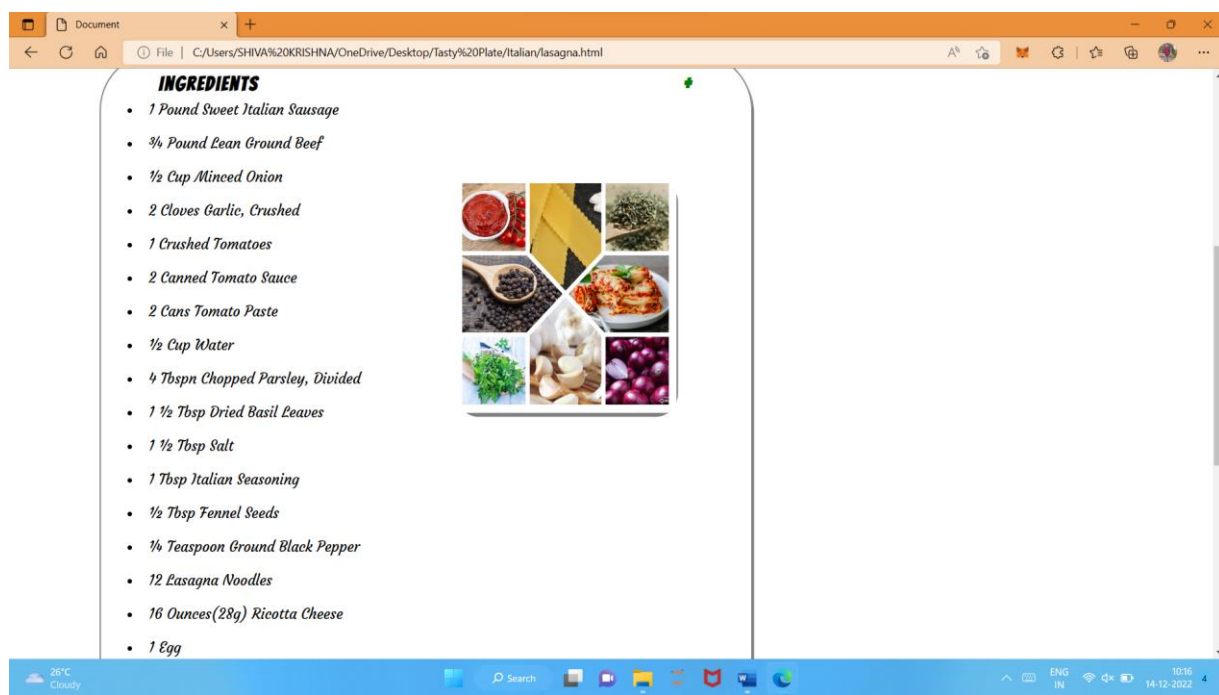 Document
File | C:/Users/SHIVA%20KRISHNA/OneDrive/Desktop/Tasty%20Plate/Italian/lasagna.html
INGREDIENTS
• 1 Pound Sweet Italian Sausage
• ¾ Pound Lean Ground Beef
• ½ Cup Minced Onion
• 2 Cloves Garlic, Crushed
• 1 Crushed Tomatoes
• 2 Canned Tomato Sauce
• 2 Cans Tomato Paste
• ½ Cup Water
• 4 Tbspn Chopped Parsley, Divided
• 1 ½ Tbsp Dried Basil Leaves
• 1 ½ Tbsp Salt
• 1 Tbsp Italian Seasoning
• ½ Tbsp Fennel Seeds
• ¼ Teaspoon Ground Black Pepper
• 12 Lasagna Noodles
• 16 Ounces(28g) Ricotta Cheese
• 1 Egg
26°C
Cloudy
Search
ENG
IN
10:16
14-12-2022
4